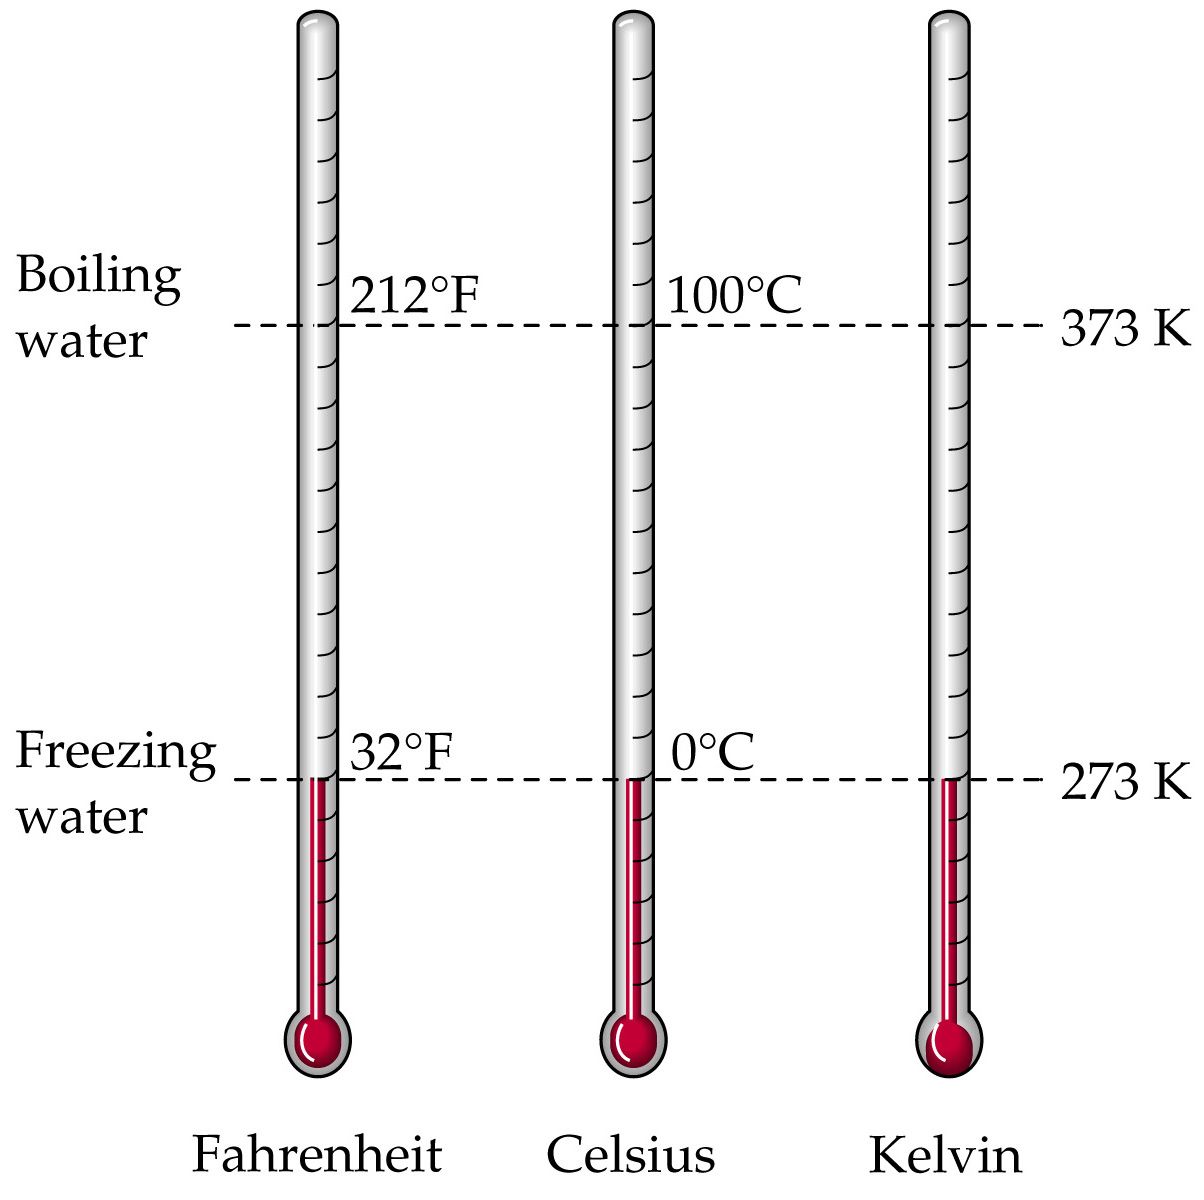 Boiling
water
212°F
100°C
373 K
Freezing
water
32°F
0°C
273 K
Fahrenheit
Celsius
Kelvin